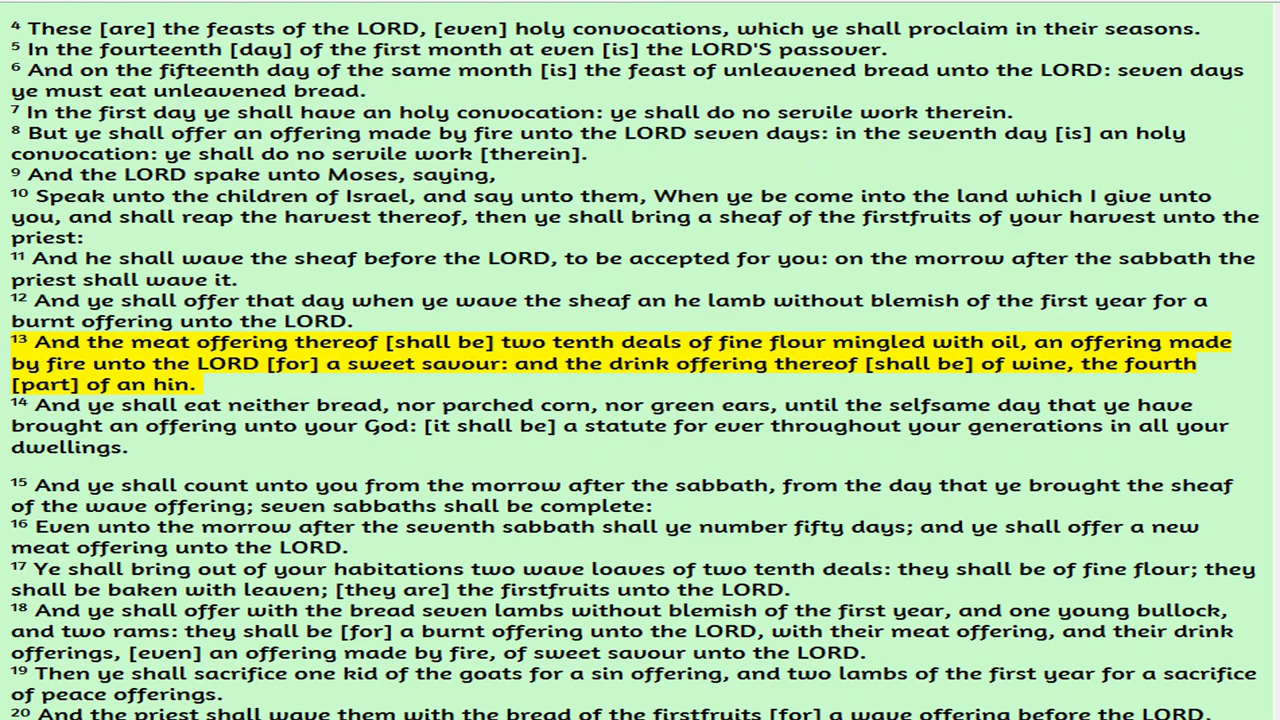 ⁴ These [are] the feasts of the LORD, [even] holy convocations, which ye shall proclaim in their seasons.
⁵ In the fourteenth [day] of the first month at even [is] the LORD'S passover.
⁶ And on the fifteenth day of the same month [is] the feast of unleavened bread unto the LORD: seven days
ye must eat unleavened bread.
⁷ In the first day ye shall have an holy convocation: ye shall do no servile work therein.
⁸ But ye shall offer an offering made by fire unto the LORD seven days: in the seventh day [is] an holy
convocation: ye shall do no servile work [therein].
⁹ And the LORD spake unto Moses, saying,
¹⁰ Speak unto the children of Israel, and say unto them, When ye be come into the land which I give unto
you, and shall reap the harvest thereof, then ye shall bring a sheaf of the firstfruits of your harvest unto the
priest:
¹¹ And he shall wave the sheaf before the LORD, to be accepted for you: on the morrow after the sabbath the
priest shall wave it.
¹² And ye shall offer that day when ye wave the sheaf an he lamb without blemish of the first year for a
burnt offering unto the LORD.
¹³ And the meat offering thereof [shall be] two tenth deals of fine flour mingled with oil, an offering made
by fire unto the LORD [for] a sweet savour: and the drink offering thereof [shall be] of wine, the fourth
[part] of an hin.
¹⁴ And ye shall eat neither bread, nor parched corn, nor green ears, until the selfsame day that ye have
brought an offering unto your God: [it shall be] a statute for ever throughout your generations in all your
dwellings.
¹⁵ And ye shall count unto you from the morrow after the sabbath, from the day that ye brought the sheaf
of the wave offering; seven sabbaths shall be complete:
¹⁶ Even unto the morrow after the seventh sabbath shall ye number fifty days; and ye shall offer a new
meat offering unto the LORD.
¹⁷ Ye shall bring out of your habitations two wave loaves of two tenth deals: they shall be of fine flour; they
shall be baken with leaven; [they are] the firstfruits unto the LORD.
¹⁸ And ye shall offer with the bread seven lambs without blemish of the first year, and one young bullock,
and two rams: they shall be [for] a burnt offering unto the LORD, with their meat offering, and their drink
offerings, [even] an offering made by fire, of sweet savour unto the LORD.
¹⁹ Then ye shall sacrifice one kid of the goats for a sin offering, and two lambs of the first year for a sacrifice
of peace offerings.
²⁰ And the priest shall wave them with the bread of the firstfruits [for] a wave offering before the LORD,